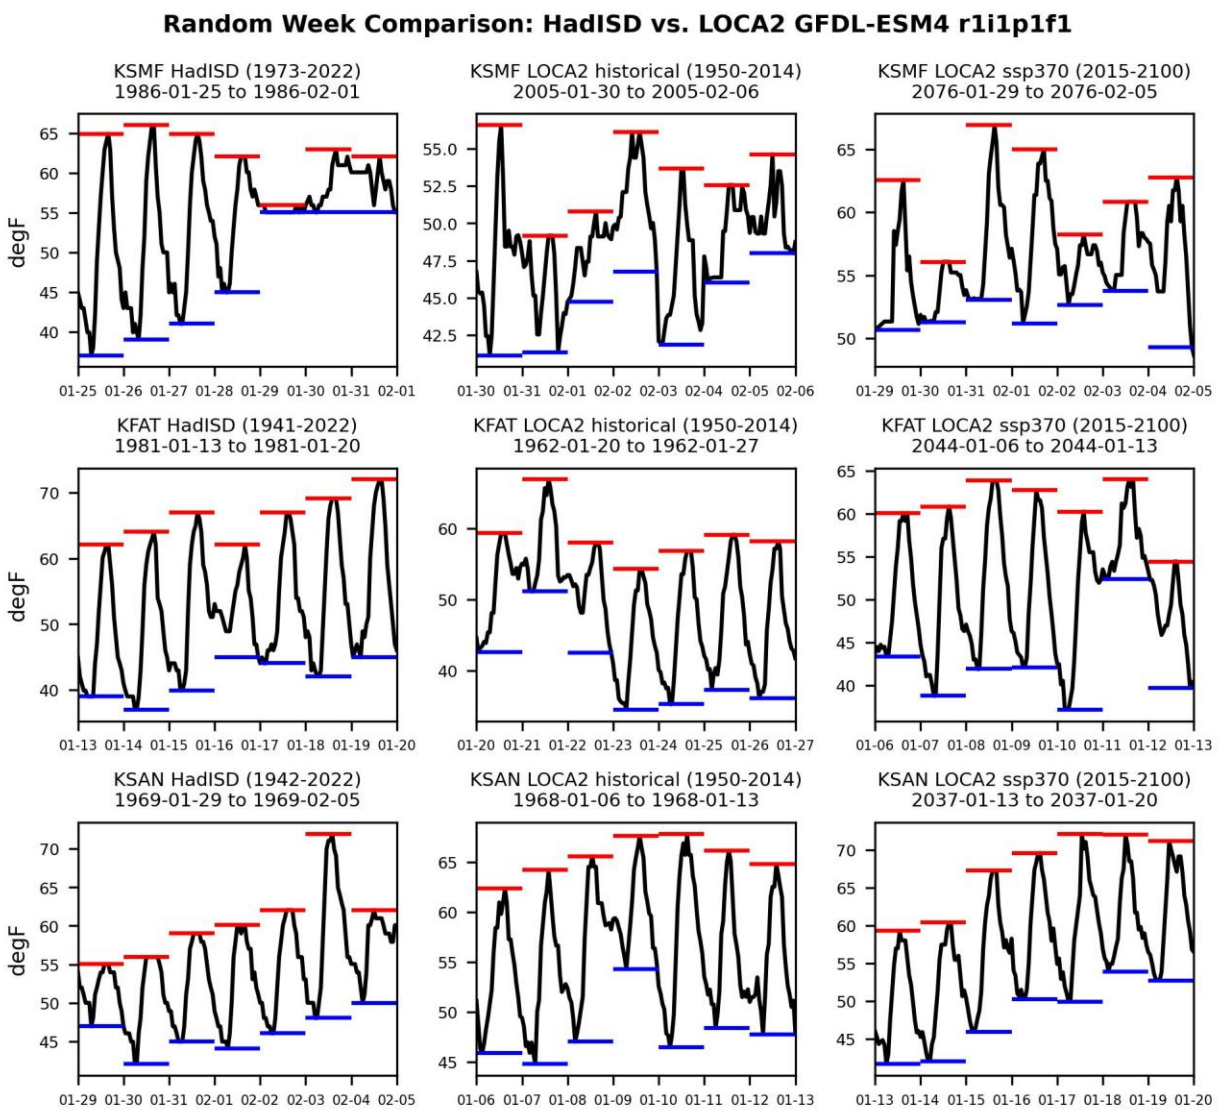 Random Week Comparison: HadISD vs. LOCA2 GFDL-ESM4 r1i1p1f1
KSMF HadISD (1973-2022)
1986-01-25 to 1986-02-01
degF
65
60
55
50
45
40
01-25 01-26 01-27 01-28 01-29 01-30 01-31 02-01
KSMF LOCA2 historical (1950-2014)
2005-01-30 to 2005-02-06
55.0
52.5
50.0
47.5
45.0
42.5
01-30 01-31 02-01 02-02 02-03 02-04 02-05 02-06
KSMF LOCA2 ssp370 (2015-2100)
2076-01-29 to 2076-02-05
65
60
55
50
01-29 01-30 01-31 02-01 02-02 02-03 02-04 02-05
KFAT HadISD (1941-2022)
1981-01-13 to 1981-01-20
degF
70
60
50
40
01-13 01-14 01-15 01-16 01-17 01-18 01-19 01-20
KFAT LOCA2 historical (1950-2014)
1962-01-20 to 1962-01-27
60
50
40
01-20 01-21 01-22 01-23 01-24 01-25 01-26 01-27
KFAT LOCA2 ssp370 (2015-2100)
2044-01-06 to 2044-01-13
65
60
55
50
45
40
01-06 01-07 01-08 01-09 01-10 01-11 01-12 01-13
KSAN HadISD (1942-2022)
1969-01-29 to 1969-02-05
degF
70
65
60
55
50
45
01-29 01-30 01-31 02-01 02-02 02-03 02-04 02-05
KSAN LOCA2 historical (1950-2014)
1968-01-06 to 1968-01-13
65
60
55
50
45
01-06 01-07 01-08 01-09 01-10 01-11 01-12 01-13
KSAN LOCA2 ssp370 (2015-2100)
2037-01-13 to 2037-01-20
70
65
60
55
50
45
01-13 01-14 01-15 01-16 01-17 01-18 01-19 01-20